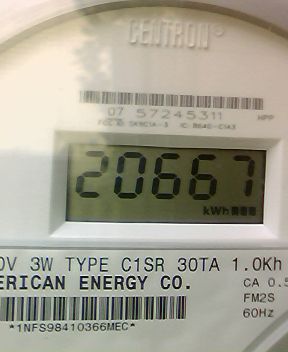 CENTRON®
07 57245311
HPP
20667
kWh
0V 3W TYPE C1SR 30TA 1.0Kh
ERICAN ENERGY CO.
CA 0.5
FM2S
60Hz
*1NFS98410366MEC*